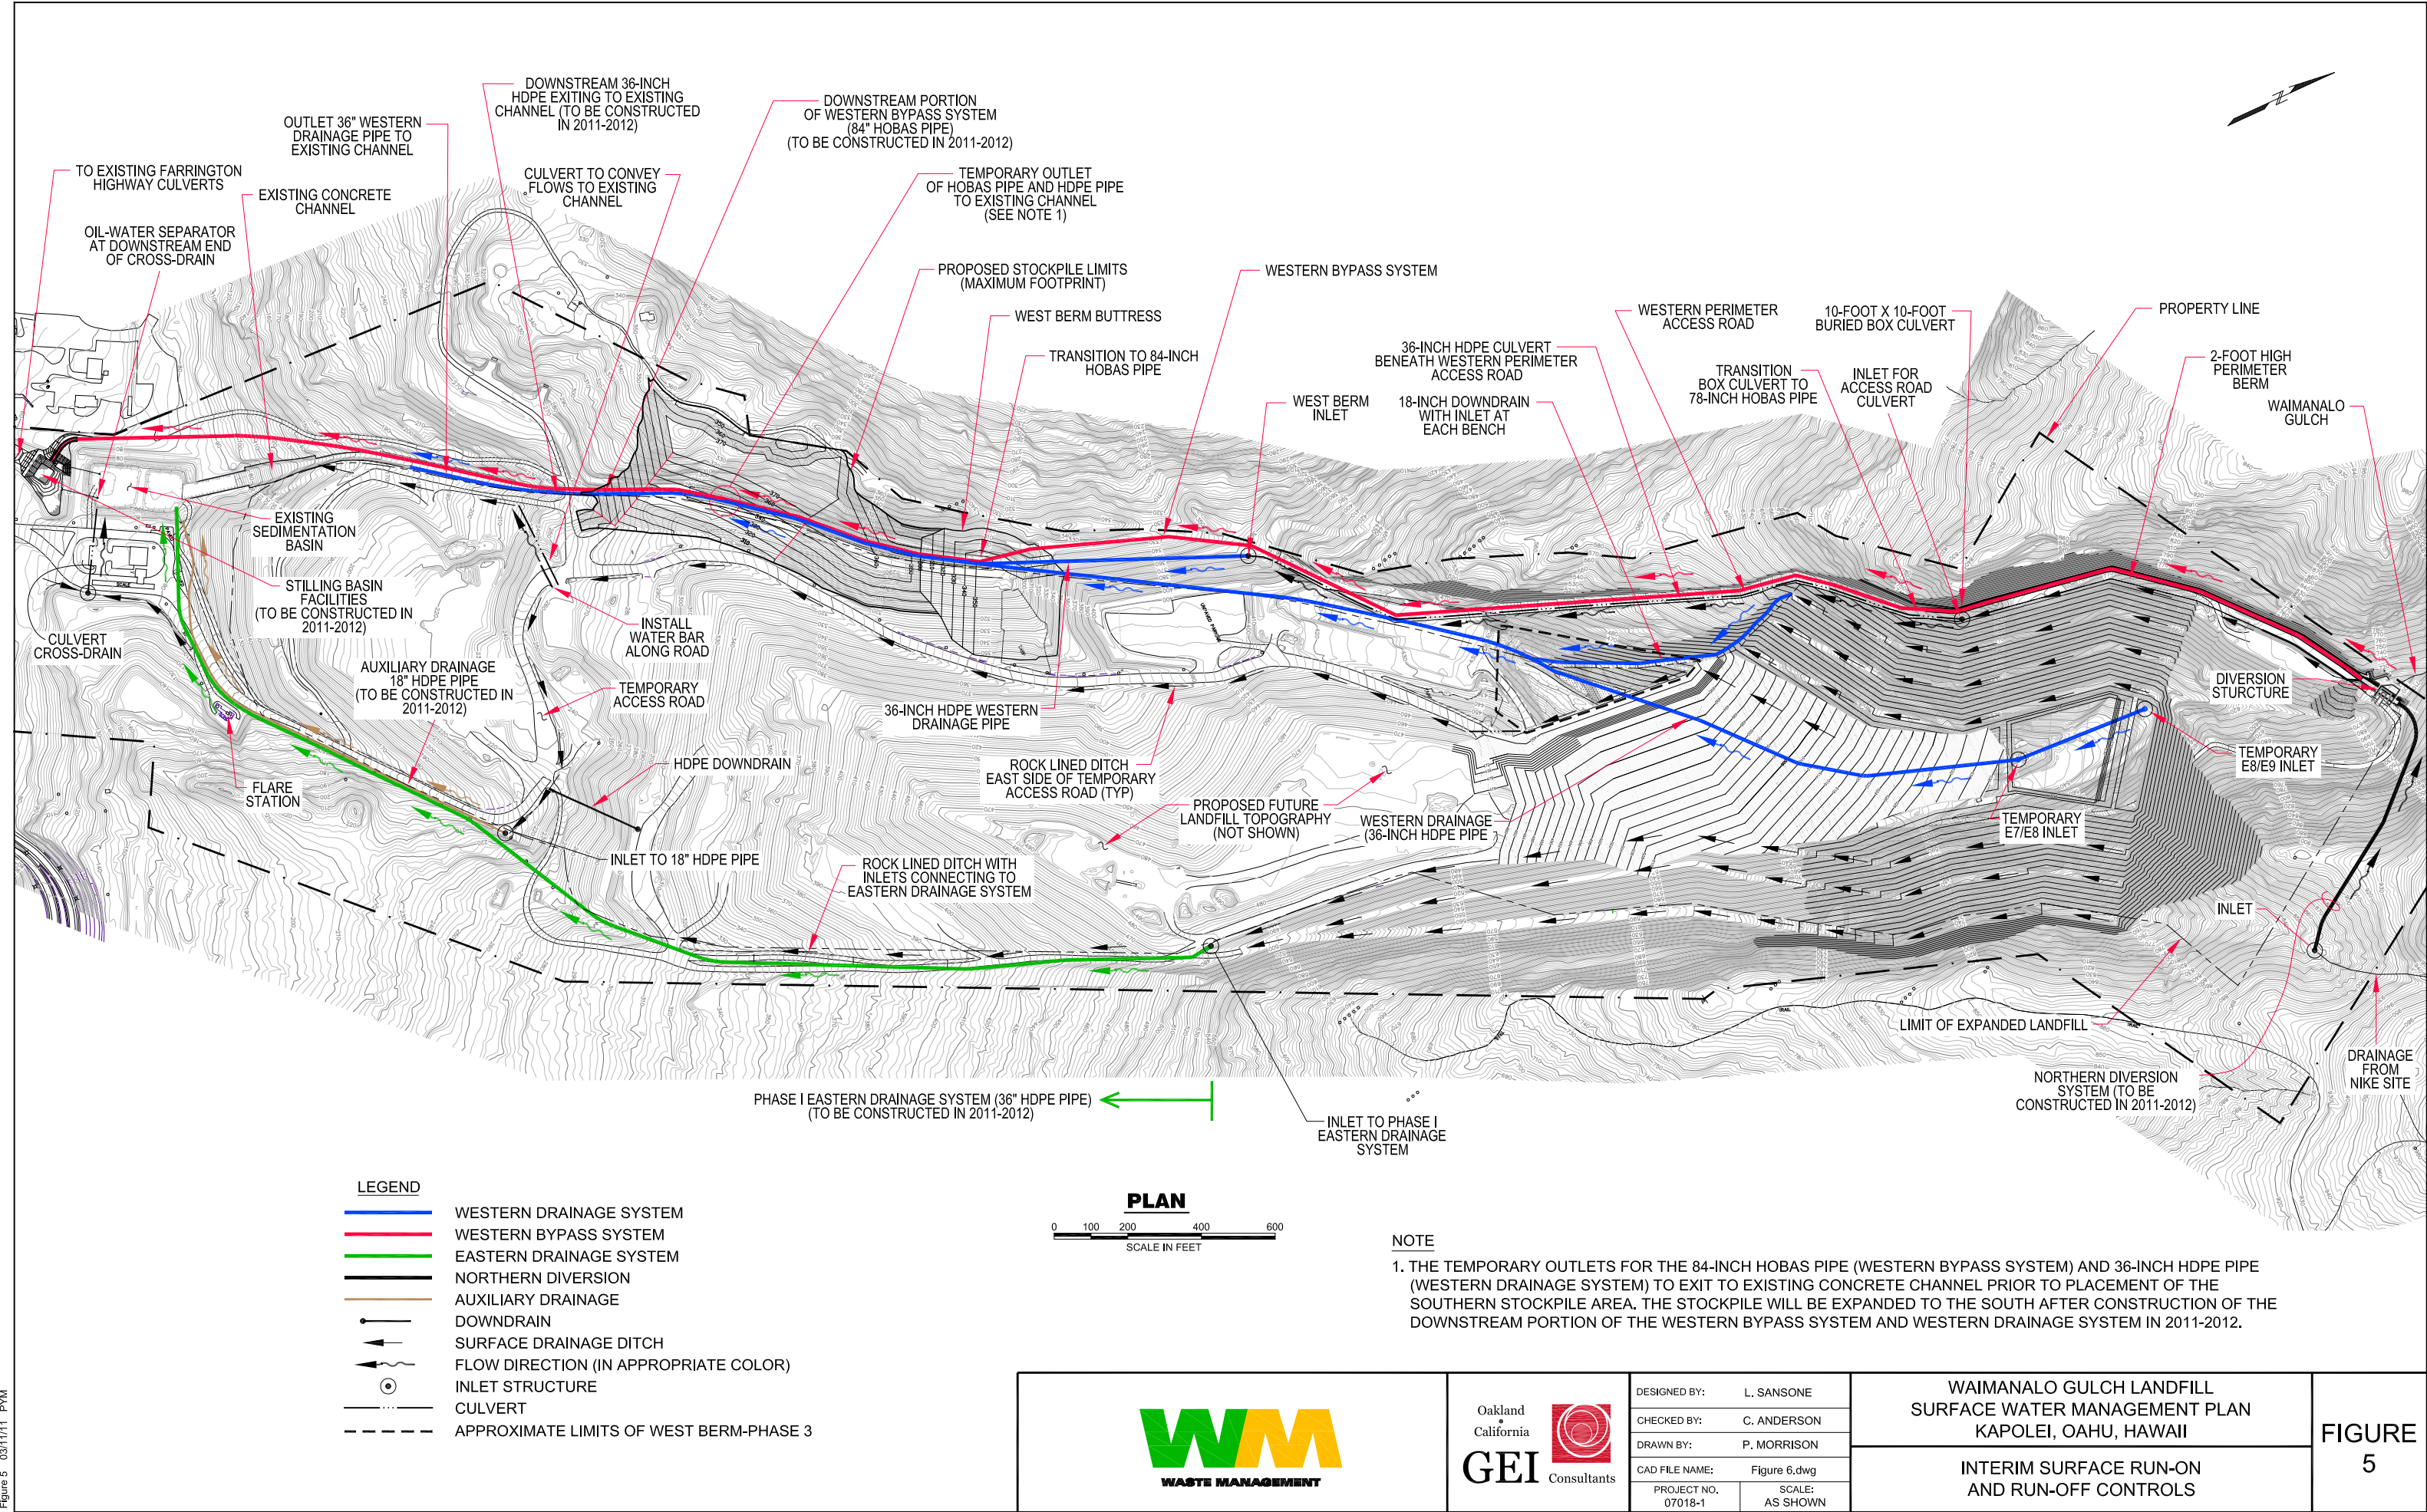 DOWNSTREAM 36-INCH
HDPE EXITING TO EXISTING
CHANNEL (TO BE CONSTRUCTED
IN 2011-2012)
DOWNSTREAM PORTION
OF WESTERN BYPASS SYSTEM
(84" HOBAS PIPE)
(TO BE CONSTRUCTED IN 2011-2012)
OUTLET 36" WESTERN
DRAINAGE PIPE TO
EXISTING CHANNEL
TO EXISTING FARRINGTON
HIGHWAY CULVERTS
EXISTING CONCRETE
CHANNEL
CULVERT TO CONVEY
FLOWS TO EXISTING
CHANNEL
TEMPORARY OUTLET
OF HOBAS PIPE AND HDPE PIPE
TO EXISTING CHANNEL
(SEE NOTE 1)
OIL-WATER SEPARATOR
AT DOWNSTREAM END
OF CROSS-DRAIN
PROPOSED STOCKPILE LIMITS
(MAXIMUM FOOTPRINT)
WESTERN BYPASS SYSTEM
WEST BERM BUTTRESS
TRANSITION TO 84-INCH
HOBAS PIPE
WEST BERM
INLET
WESTERN PERIMETER
ACCESS ROAD
10-FOOT X 10-FOOT
BURIED BOX CULVERT
PROPERTY LINE
36-INCH HDPE CULVERT
BENEATH WESTERN PERIMETER
ACCESS ROAD
18-INCH DOWNDRAIN
WITH INLET AT
EACH BENCH
TRANSITION
BOX CULVERT TO
78-INCH HOBAS PIPE
INLET FOR
ACCESS ROAD
CULVERT
2-FOOT HIGH
PERIMETER
BERM
WAIMANALO
GULCH
N
EXISTING
SEDIMENTATION
BASIN
STILLING BASIN
FACILITIES
(TO BE CONSTRUCTED IN
2011-2012)
SCALE
CULVERT
CROSS-DRAIN
INSTALL
WATER BAR
ALONG ROAD
AUXILIARY DRAINAGE
18" HDPE PIPE
(TO BE CONSTRUCTED IN
2011-2012)
TEMPORARY
ACCESS ROAD
36-INCH HDPE WESTERN
DRAINAGE PIPE
DIVERSION
STURCTURE
HDPE DOWNDRAIN
ROCK LINED DITCH
EAST SIDE OF TEMPORARY
ACCESS ROAD (TYP)
TEMPORARY
E8/E9 INLET
FLARE
STATION
PROPOSED FUTURE
LANDFILL TOPOGRAPHY
(NOT SHOWN)
WESTERN DRAINAGE
(36-INCH HDPE PIPE
TEMPORARY
E7/E8 INLET
INLET TO 18" HDPE PIPE
ROCK LINED DITCH WITH
INLETS CONNECTING TO
EASTERN DRAINAGE SYSTEM
INLET
LIMIT OF EXPANDED LANDFILL
DRAINAGE
FROM
NIKE SITE
NORTHERN DIVERSION
SYSTEM (TO BE
CONSTRUCTED IN 2011-2012)
PHASE I EASTERN DRAINAGE SYSTEM (36" HDPE PIPE)
(TO BE CONSTRUCTED IN 2011-2012)
INLET TO PHASE I
EASTERN DRAINAGE
SYSTEM
LEGEND
WESTERN DRAINAGE SYSTEM
WESTERN BYPASS SYSTEM
EASTERN DRAINAGE SYSTEM
NORTHERN DIVERSION
AUXILIARY DRAINAGE
DOWNDRAIN
SURFACE DRAINAGE DITCH
FLOW DIRECTION (IN APPROPRIATE COLOR)
INLET STRUCTURE
CULVERT
APPROXIMATE LIMITS OF WEST BERM-PHASE 3
PLAN
0 100 200 400 600
SCALE IN FEET
NOTE
1. THE TEMPORARY OUTLETS FOR THE 84-INCH HOBAS PIPE (WESTERN BYPASS SYSTEM) AND 36-INCH HDPE PIPE
(WESTERN DRAINAGE SYSTEM) TO EXIT TO EXISTING CONCRETE CHANNEL PRIOR TO PLACEMENT OF THE
SOUTHERN STOCKPILE AREA. THE STOCKPILE WILL BE EXPANDED TO THE SOUTH AFTER CONSTRUCTION OF THE
DOWNSTREAM PORTION OF THE WESTERN BYPASS SYSTEM AND WESTERN DRAINAGE SYSTEM IN 2011-2012.
Figure 5 03/11/11 PYM
WM
WASTE MANAGEMENT
Oakland
California
GEI Consultants
DESIGNED BY: L. SANSONE
CHECKED BY: C. ANDERSON
DRAWN BY: P. MORRISON
CAD FILE NAME: Figure 6.dwg
PROJECT NO. 07018-1
SCALE: AS SHOWN
WAIMANALO GULCH LANDFILL
SURFACE WATER MANAGEMENT PLAN
KAPOLEI, OAHU, HAWAII
INTERIM SURFACE RUN-ON
AND RUN-OFF CONTROLS
FIGURE
5